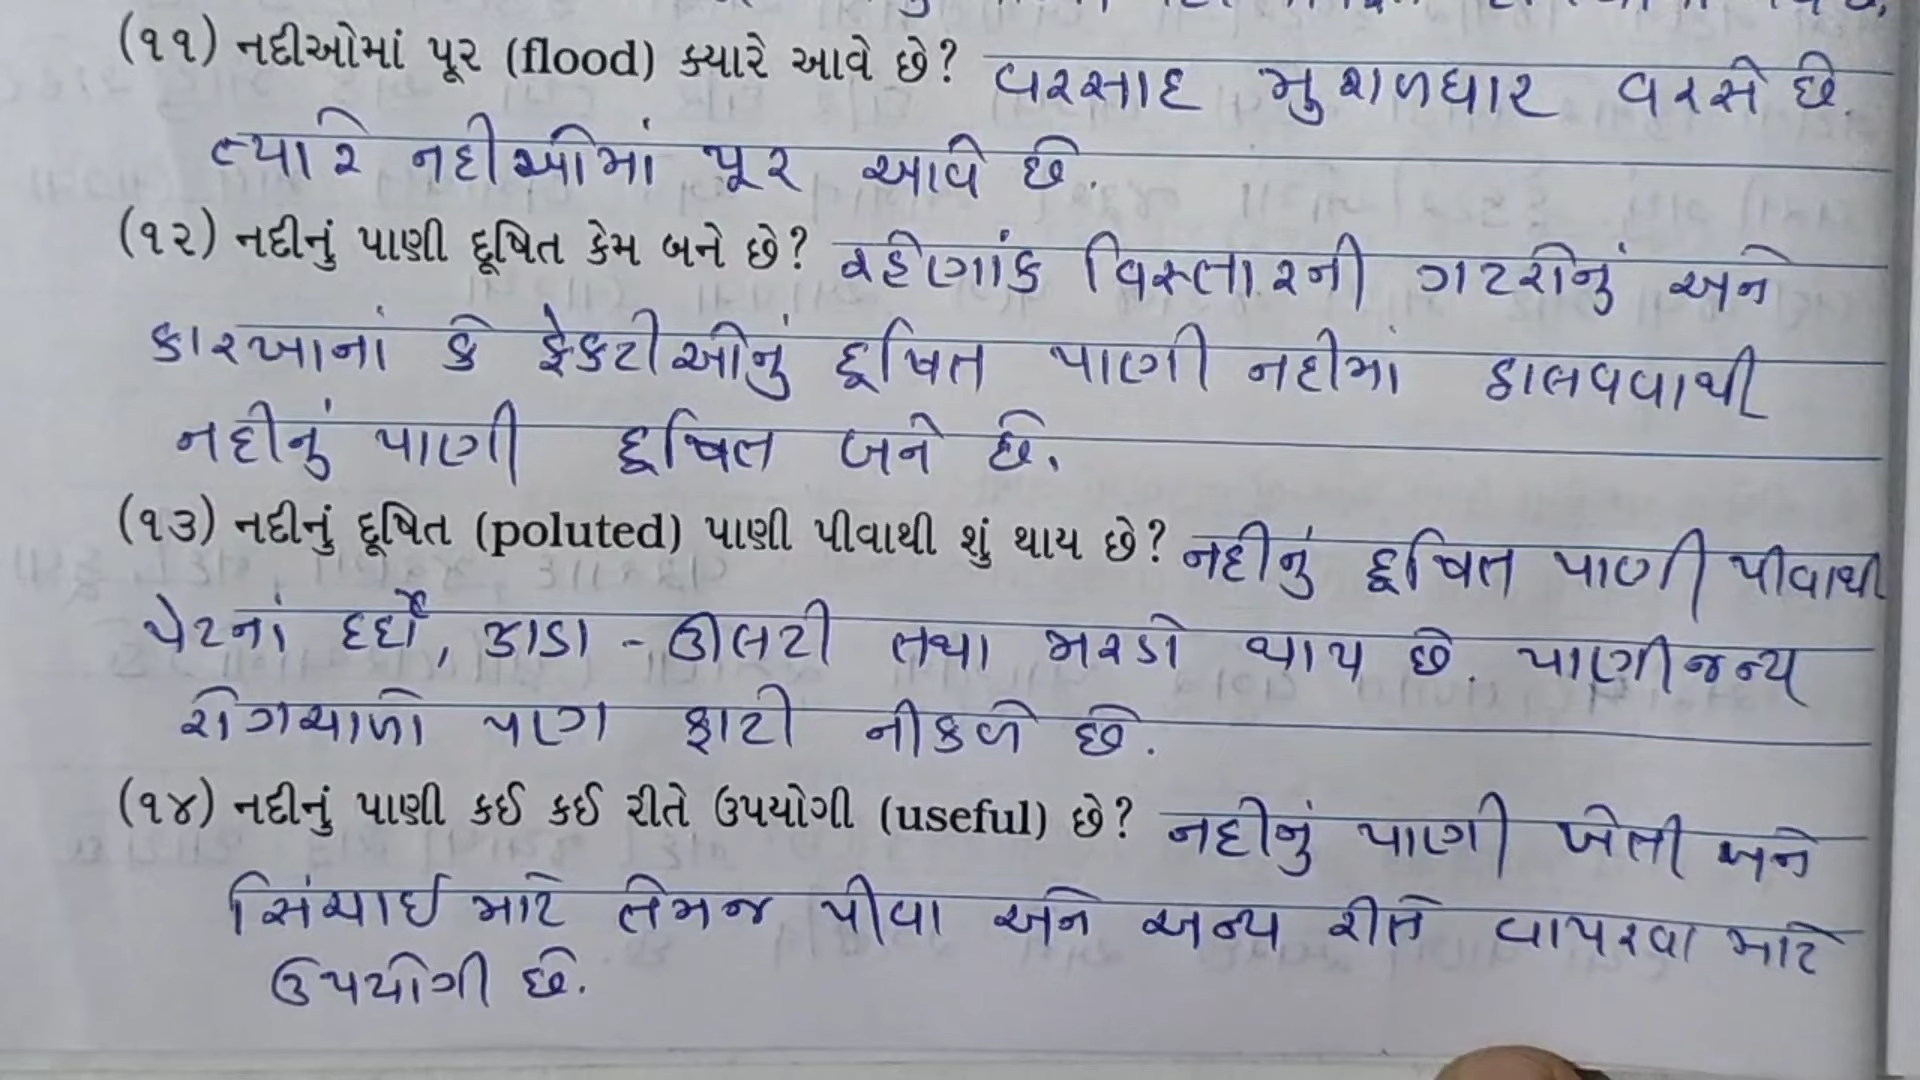 (૧૧) નદીઓમાં પૂર (flood) ક્યારે આવે છે? વરસાદ મુશળધાર વરસે છે.
ત્યારે નદીઓમાં પૂર આવે છે.
(૧૨) નદીનું પાણી દૂષિત કેમ બને છે? રહેણાંક વિસ્તારની ગટરોનું અને
કારખાનાં કે ફેકટીઓનું દૂષિત પાણી નદીમાં ઠાલવવાથી
નદીનું પાણી દૂષિત બને છે.
(૧૩) નદીનું દૂષિત (poluted) પાણી પીવાથી શું થાય છે? નદીનું દૂષિત પાણી પીવાથી
પેટનાં દર્દો, ઝાડા - ઊલટી તથા મરડો થાય છે. પાણીજન્ય
રોગચાળો પણ ફાટી નીકળે છે.
(૧૪) નદીનું પાણી કઈ કઈ રીતે ઉપયોગી (useful) છે? નદીનું પાણી ખેતી અને
સિંચાઈ માટે તેમજ પીવા અને અન્ય રીતે વાપરવા માટે
ઉપયોગી છે.